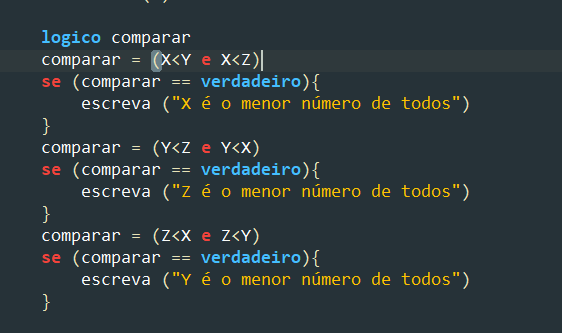 logico comparar
comparar = (X<Y e X<Z)
se (comparar == verdadeiro){
escreva ("X é o menor número de todos")
}
comparar = (Y<Z e Y<X)
se (comparar == verdadeiro){
escreva ("Z é o menor número de todos")
}
comparar = (Z<X e Z<Y)
se (comparar == verdadeiro){
escreva ("Y é o menor número de todos")
}